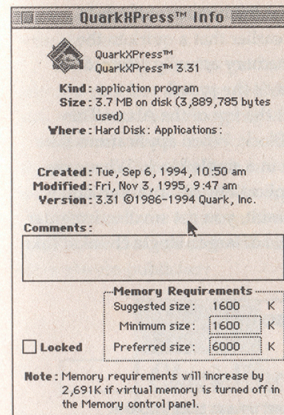 QuarkXPress™ Info
QuarkXPress™
QuarkXPress™ 3.31
Kind: application program
Size: 3.7 MB on disk (3,889,785 bytes
used)
Where: Hard Disk: Applications:
Created: Tue, Sep 6, 1994, 10:50 am
Modified: Fri, Nov 3, 1995, 9:47 am
Version: 3.31 ©1986-1994 Quark, Inc.
Comments:
Memory Requirements
Suggested size: 1600 K
Minimum size: 1600 K
Locked Preferred size: 6000 K
Note: Memory requirements will increase by
2,691K if virtual memory is turned off in
the Memory control panel.